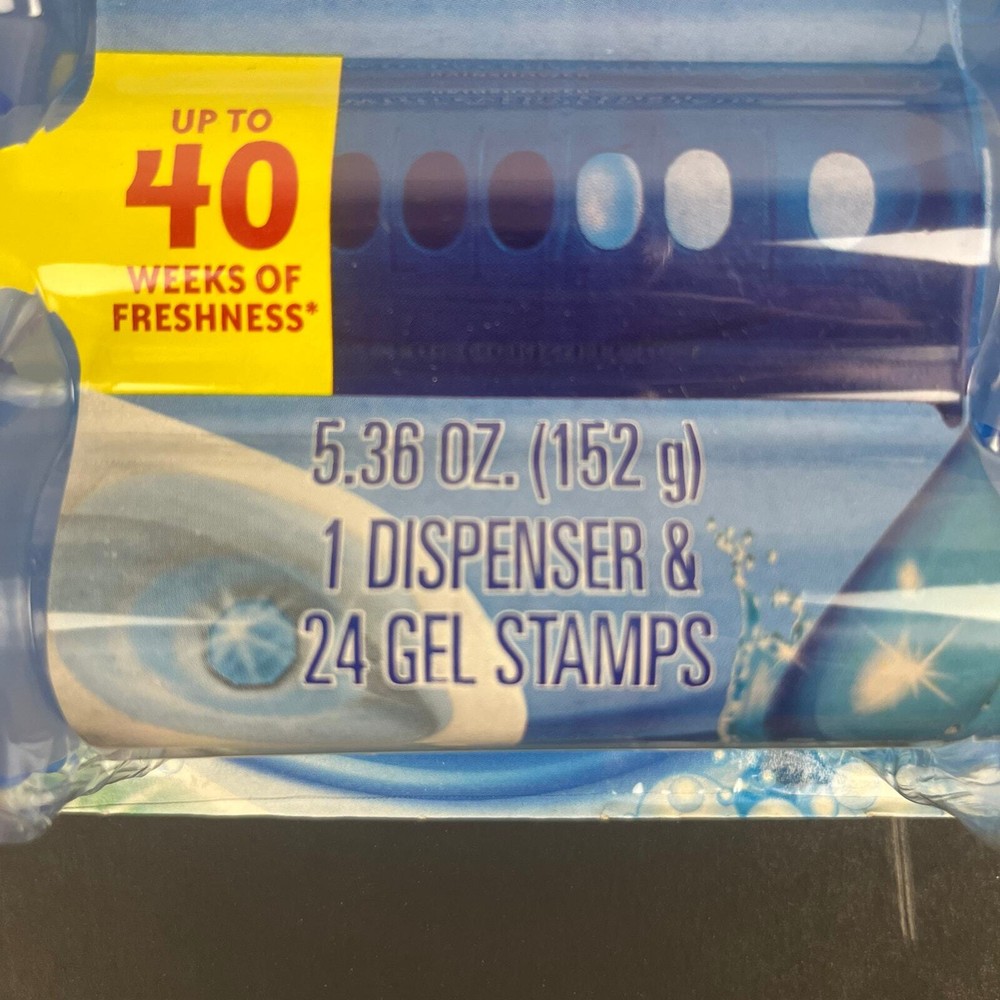 UP TO
40
WEEKS OF
FRESHNESS*
5.36 OZ. (152 g)
1 DISPENSER &
24 GEL STAMPS